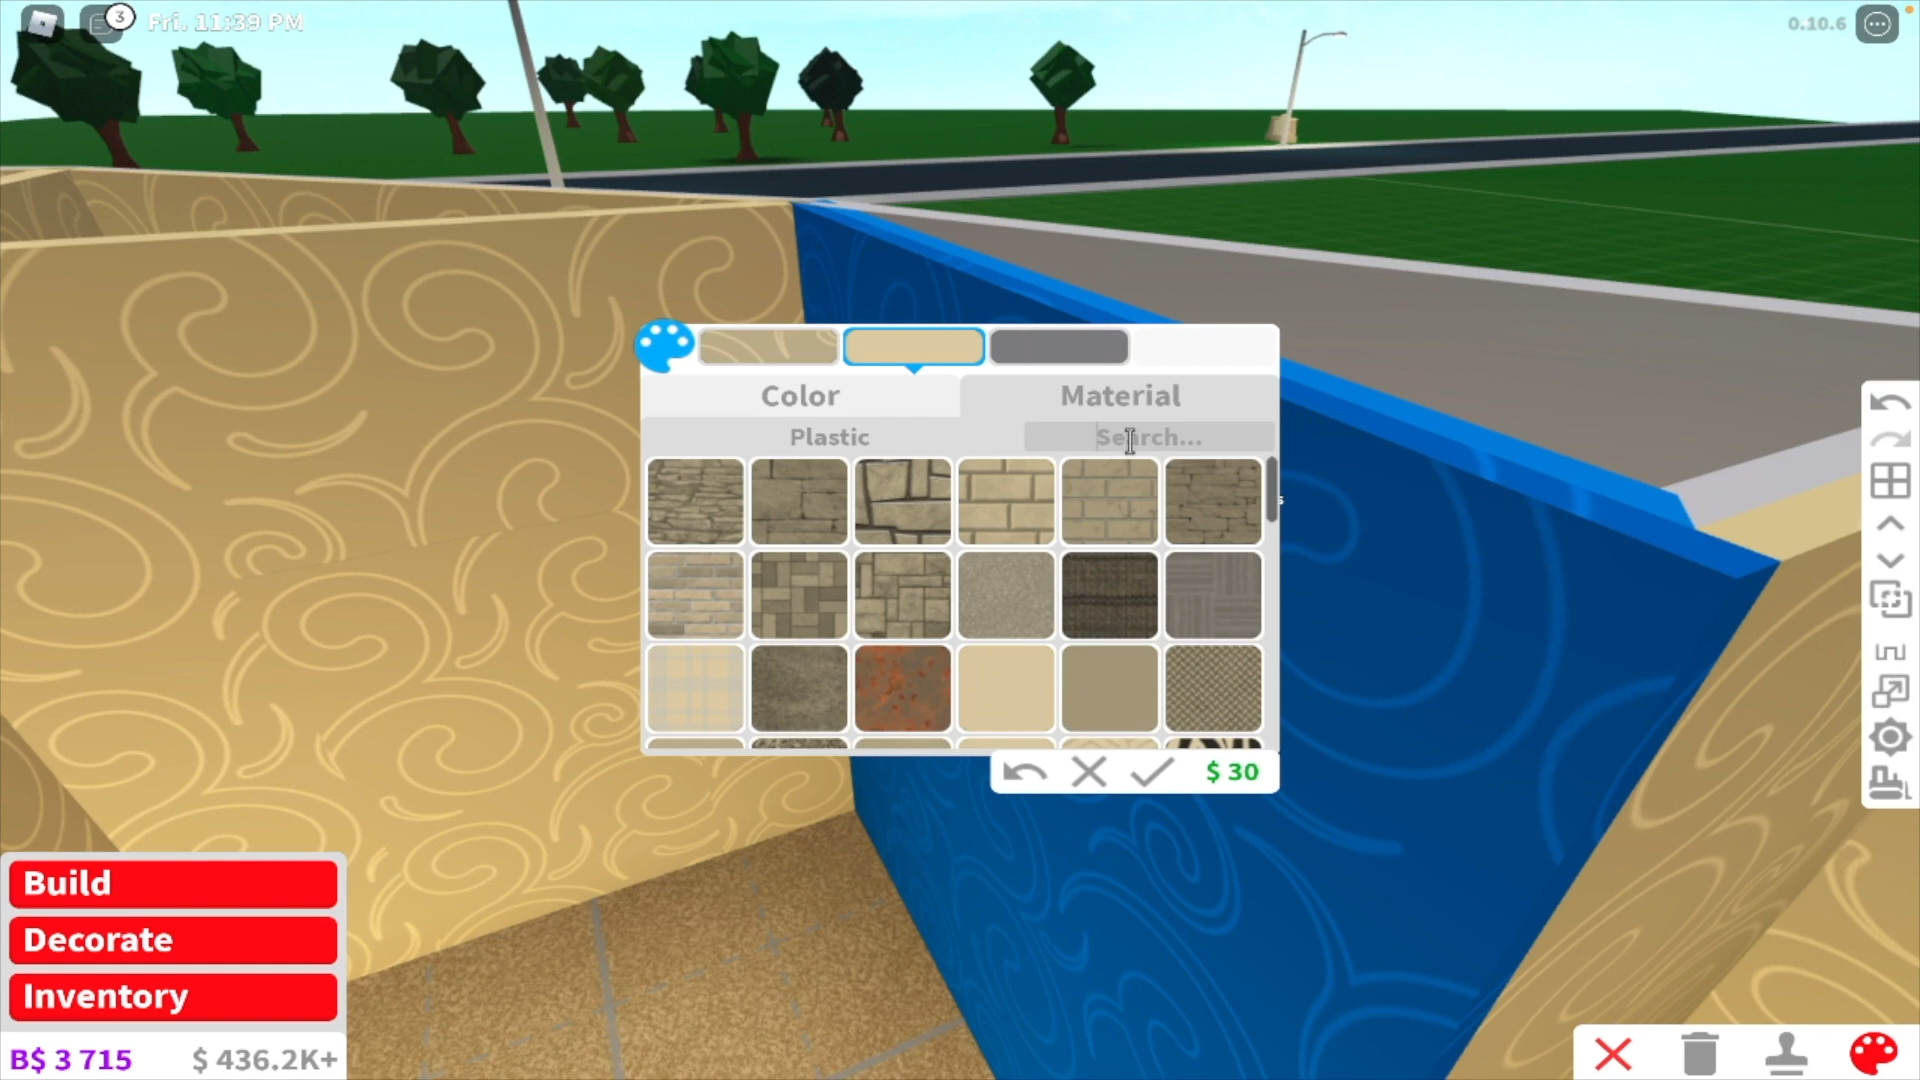 3
Fri. 11:39 PM
0.10.6
Color
Material
Plastic
Search...
s
$ 30
Build
Decorate
Inventory
B$ 3 715
$ 436.2K+